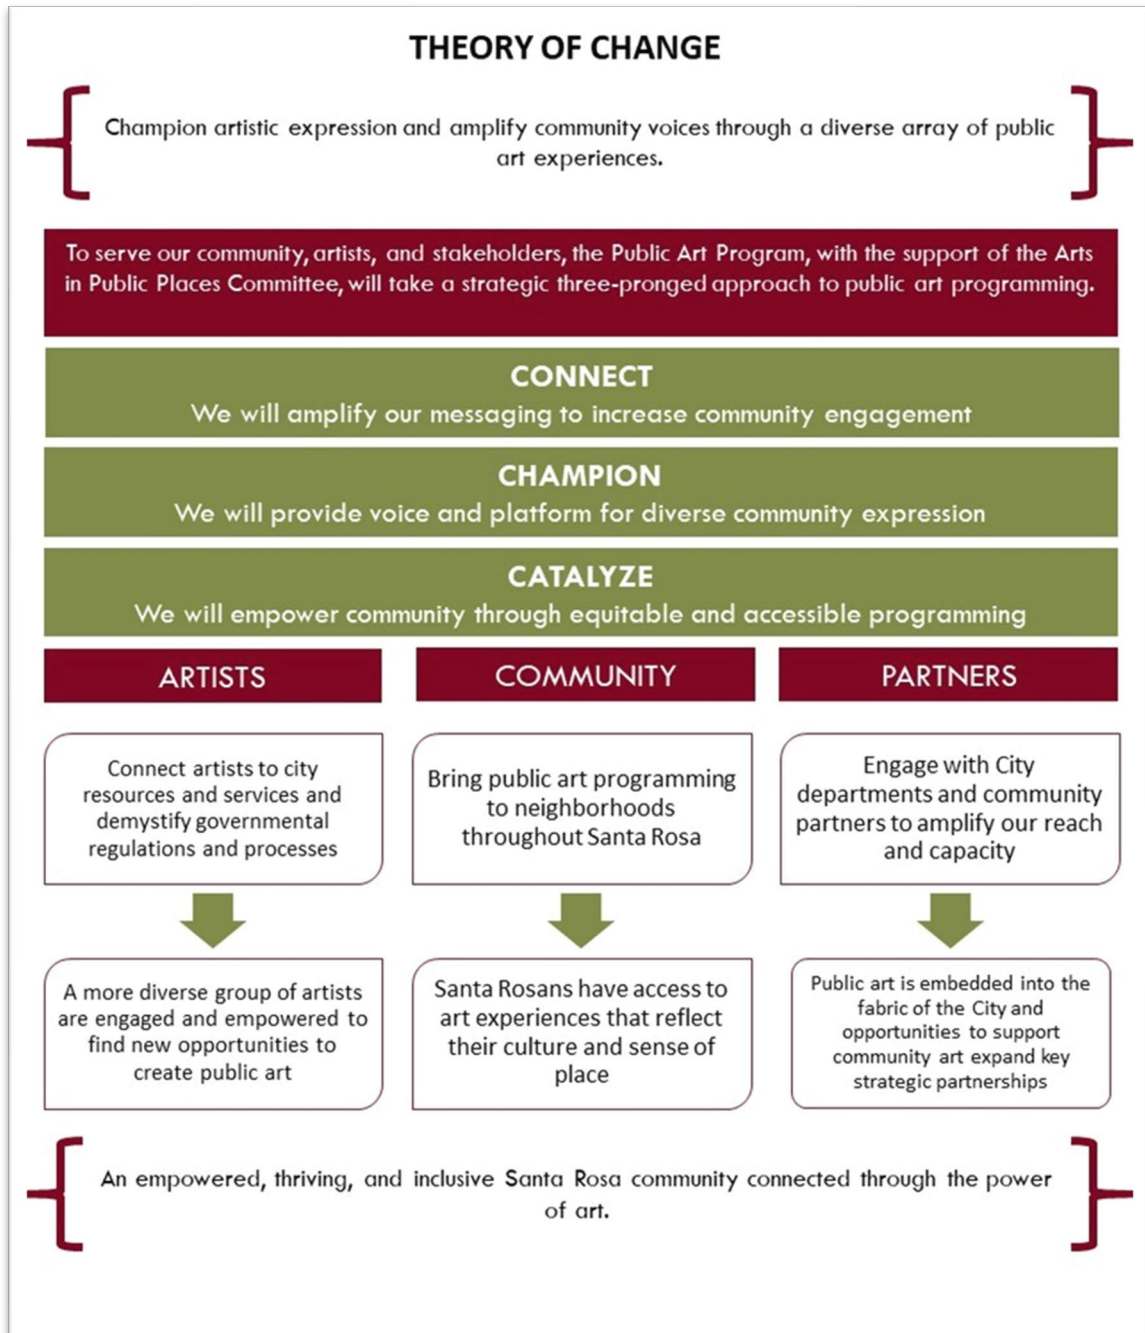 THEORY OF CHANGE
Champion artistic expression and amplify community voices through a diverse array of public
art experiences.
To serve our community, artists, and stakeholders, the Public Art Program, with the support of the Arts
in Public Places Committee, will take a strategic three-pronged approach to public art programming.
CONNECT
We will amplify our messaging to increase community engagement
CHAMPION
We will provide voice and platform for diverse community expression
CATALYZE
We will empower community through equitable and accessible programming
ARTISTS
COMMUNITY
PARTNERS
Connect artists to city
resources and services and
demystify governmental
regulations and processes
Bring public art programming
to neighborhoods
throughout Santa Rosa
Engage with City
departments and community
partners to amplify our reach
and capacity
A more diverse group of artists
are engaged and empowered to
find new opportunities to
create public art
Santa Rosans have access to
art experiences that reflect
their culture and sense of
place
Public art is embedded into the
fabric of the City and
opportunities to support
community art expand key
strategic partnerships
An empowered, thriving, and inclusive Santa Rosa community connected through the power
of art.